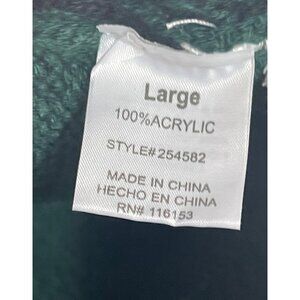 Large
100%ACRYLIC
STYLE#254582
MADE IN CHINA
HECHO EN CHINA
RN# 116153